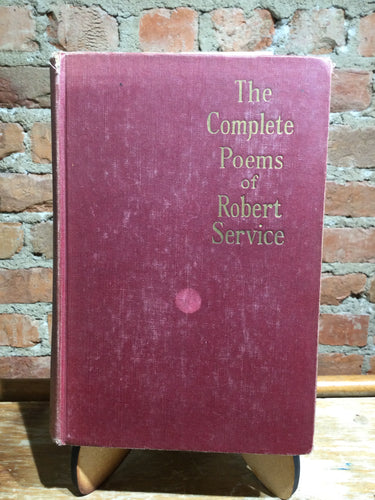 The
Complete
Poems
of
Robert
Service